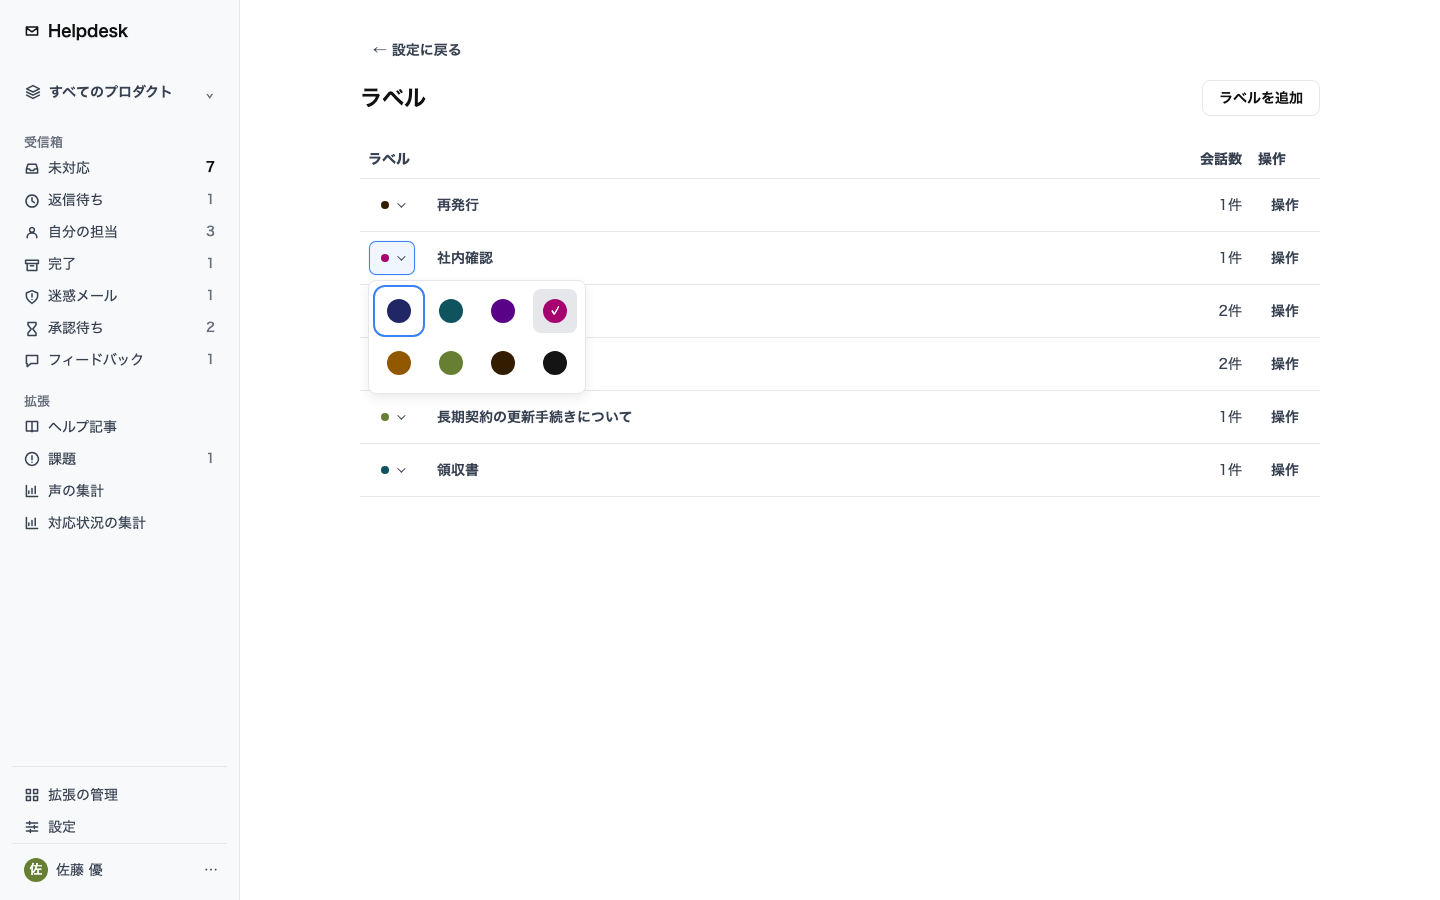 Helpdesk
すべてのプロダクト
受信箱
未対応 7
返信待ち 1
自分の担当 3
完了 1
迷惑メール 1
承認待ち 2
フィードバック 1
拡張
ヘルプ記事
課題 1
声の集計
対応状況の集計
拡張の管理
設定
佐 佐藤 優 …
← 設定に戻る
ラベル
ラベルを追加
ラベル 会話数 操作
再発行 1件 操作
社内確認 1件 操作
2件 操作
2件 操作
長期契約の更新手続きについて 1件 操作
領収書 1件 操作